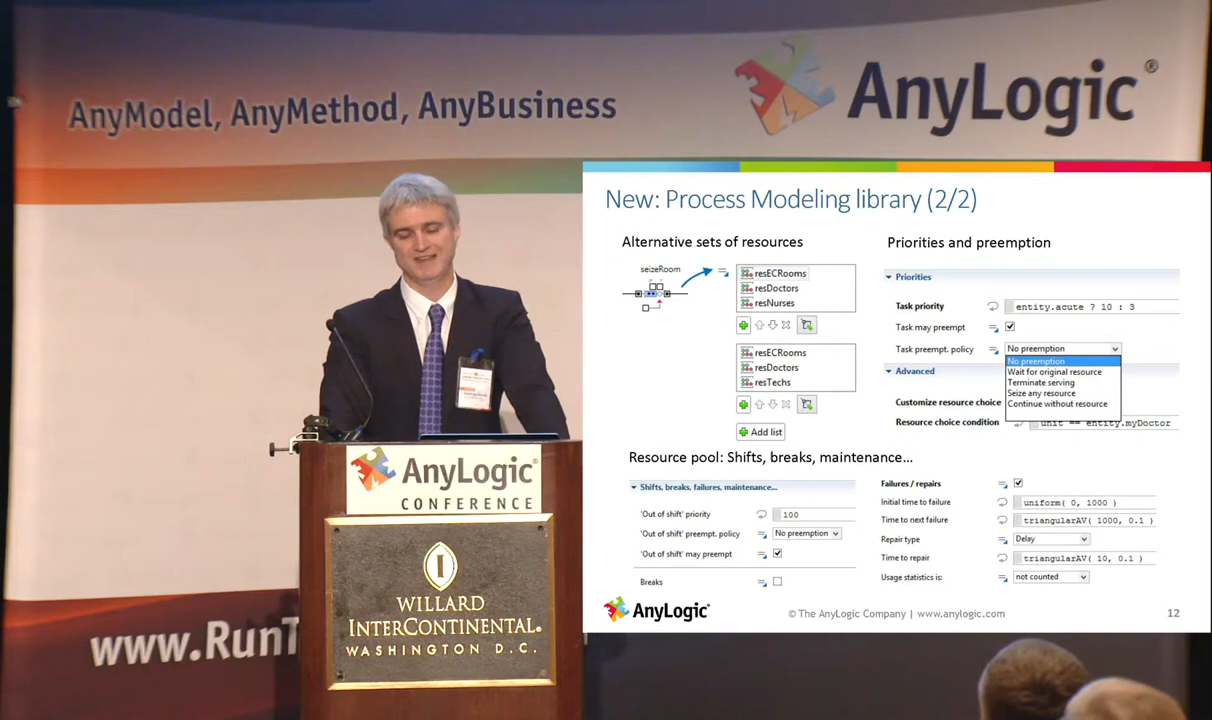 AnyModel, AnyMethod, AnyBusiness
AnyLogic®
www.RunT
AnyLogic®
CONFERENCE
I
WILLARD
INTERCONTINENTAL.
WASHINGTON D.C.
New: Process Modeling library (2/2)
Alternative sets of resources
seizeRoom
resECRooms
resDoctors
resNurses
resECRooms
resDoctors
resTechs
Add list
Priorities and preemption
Priorities
Task priority entity.acute ? 10 : 3
Task may preempt
Task preempt. policy No preemption
No preemption
Wait for original resource
Terminate serving
Seize any resource
Continue without resource
Advanced
Customize resource choice
Resource choice condition unit == entity.myDoctor
Resource pool: Shifts, breaks, maintenance...
Shifts, breaks, failures, maintenance...
'Out of shift' priority 100
'Out of shift' preempt. policy No preemption
'Out of shift' may preempt
Breaks
Failures / repairs
Initial time to failure uniform( 0, 1000 )
Time to next failure triangularAV( 1000, 0.1 )
Repair type Delay
Time to repair triangularAV( 10, 0.1 )
Usage statistics is: not counted
AnyLogic®
© The AnyLogic Company | www.anylogic.com
12